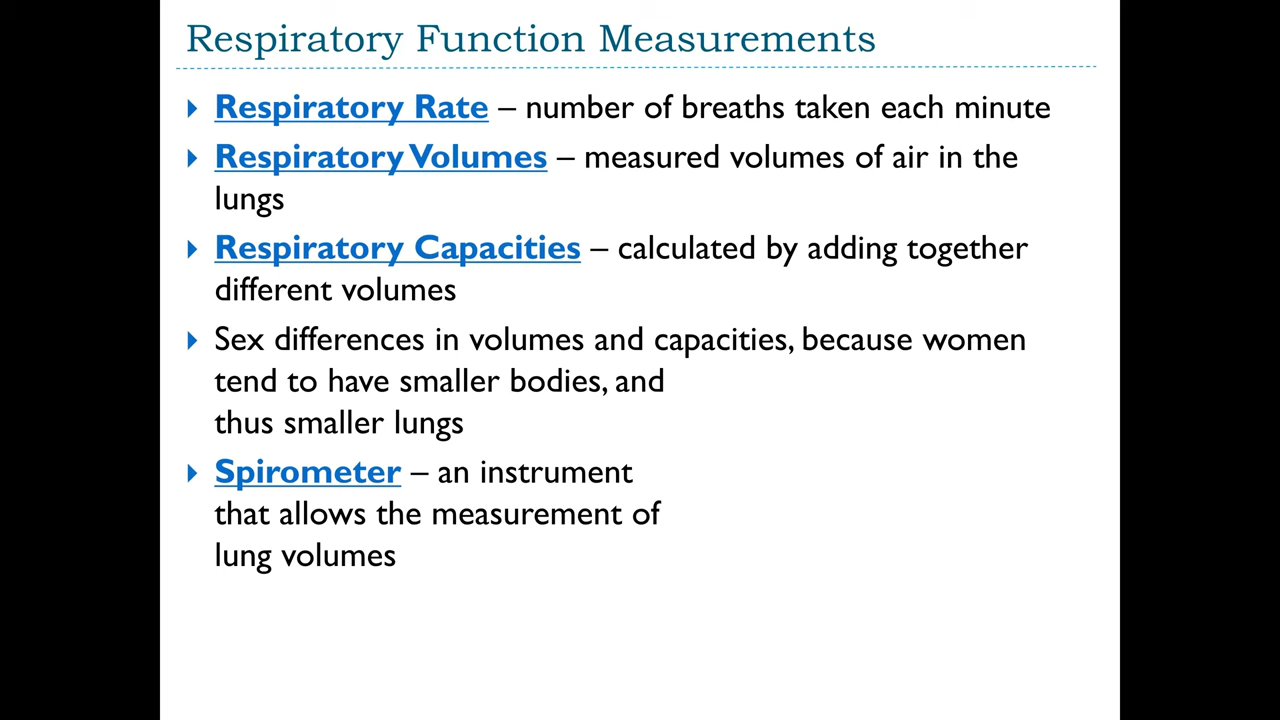 Respiratory Function Measurements
Respiratory Rate – number of breaths taken each minute
Respiratory Volumes – measured volumes of air in the
lungs
Respiratory Capacities – calculated by adding together
different volumes
Sex differences in volumes and capacities, because women
tend to have smaller bodies, and
thus smaller lungs
Spirometer – an instrument
that allows the measurement of
lung volumes